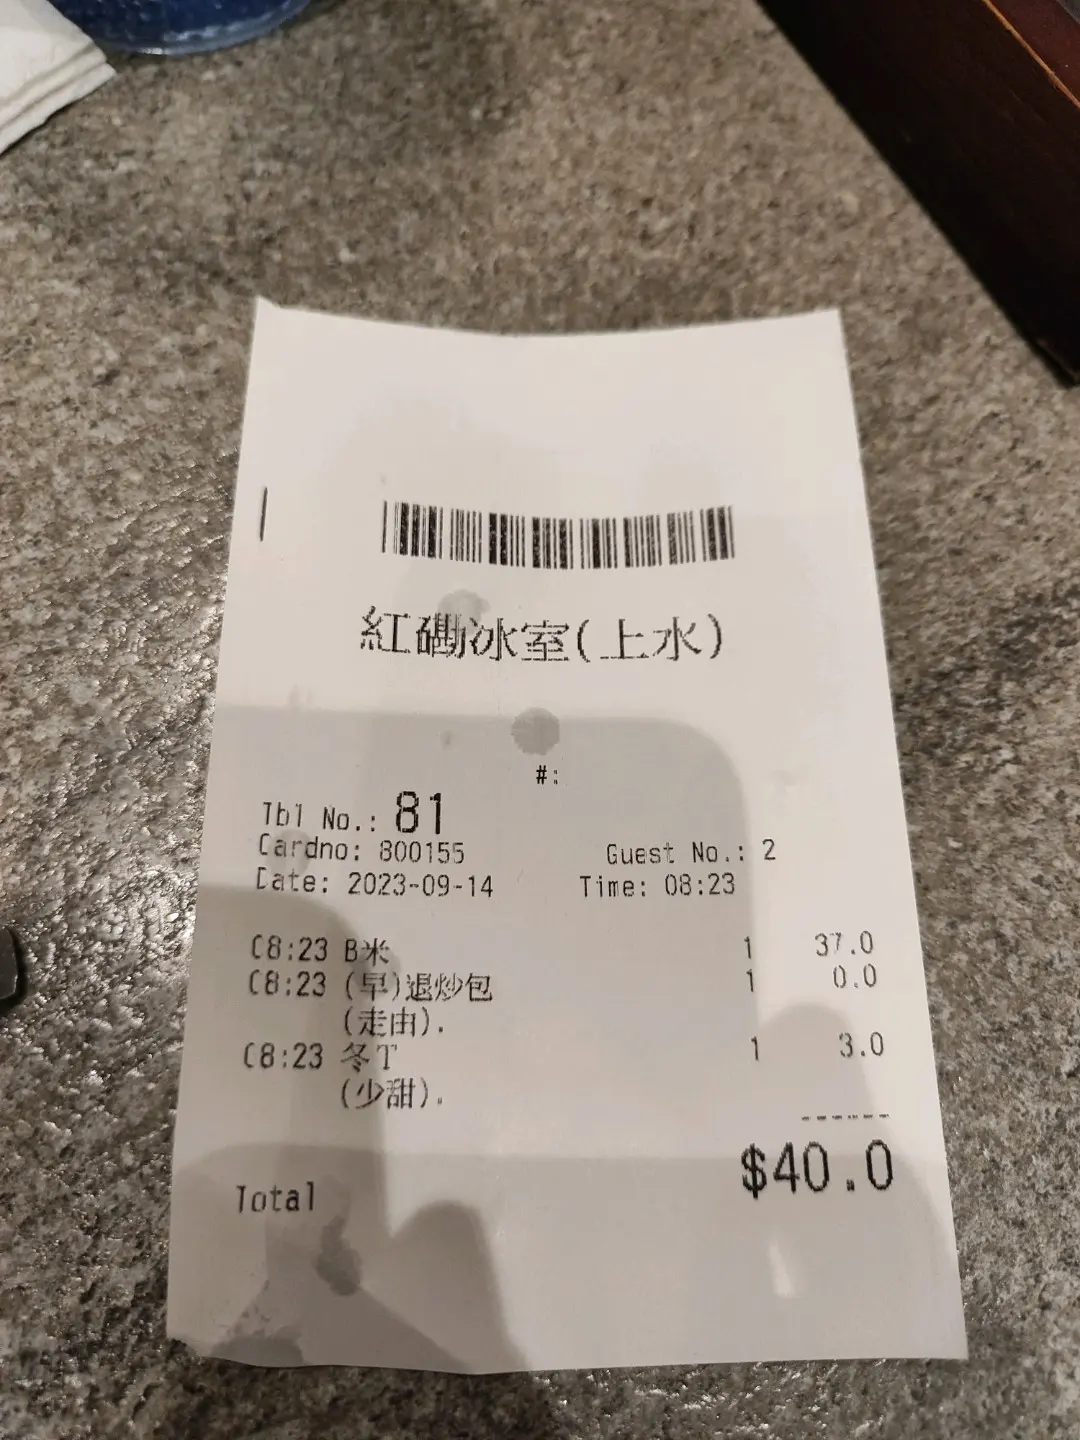 紅磡冰室(上水)
#:
Tbl No.: 81
Cardno: 800155 Guest No.: 2
Date: 2023-09-14 Time: 08:23
08:23 B米 1 37.0
08:23 (早)退炒包 1 0.0
(走由).
08:23 冬T 1 3.0
(少甜).
------
Total $40.0